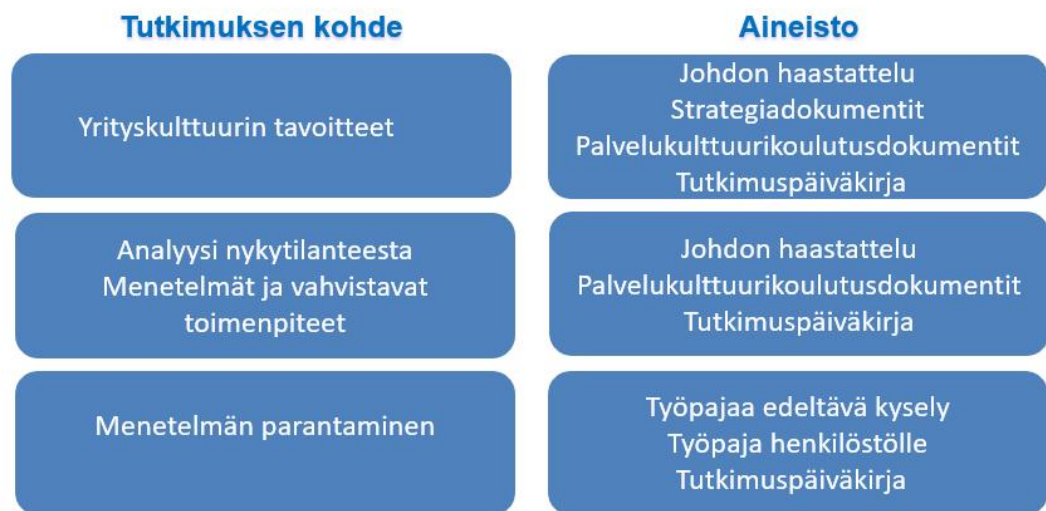 Tutkimuksen kohde
Aineisto
Yrityskulttuurin tavoitteet
Johdon haastattelu
Strategiadokumentit
Palvelukulttuurikoulutusdokumentit
Tutkimuspäiväkirja
Analyysi nykytilanteesta
Menetelmät ja vahvistavat
toimenpiteet
Johdon haastattelu
Palvelukulttuurikoulutusdokumentit
Tutkimuspäiväkirja
Menetelmän parantaminen
Työpajaa edeltävä kysely
Työpaja henkilöstölle
Tutkimuspäiväkirja